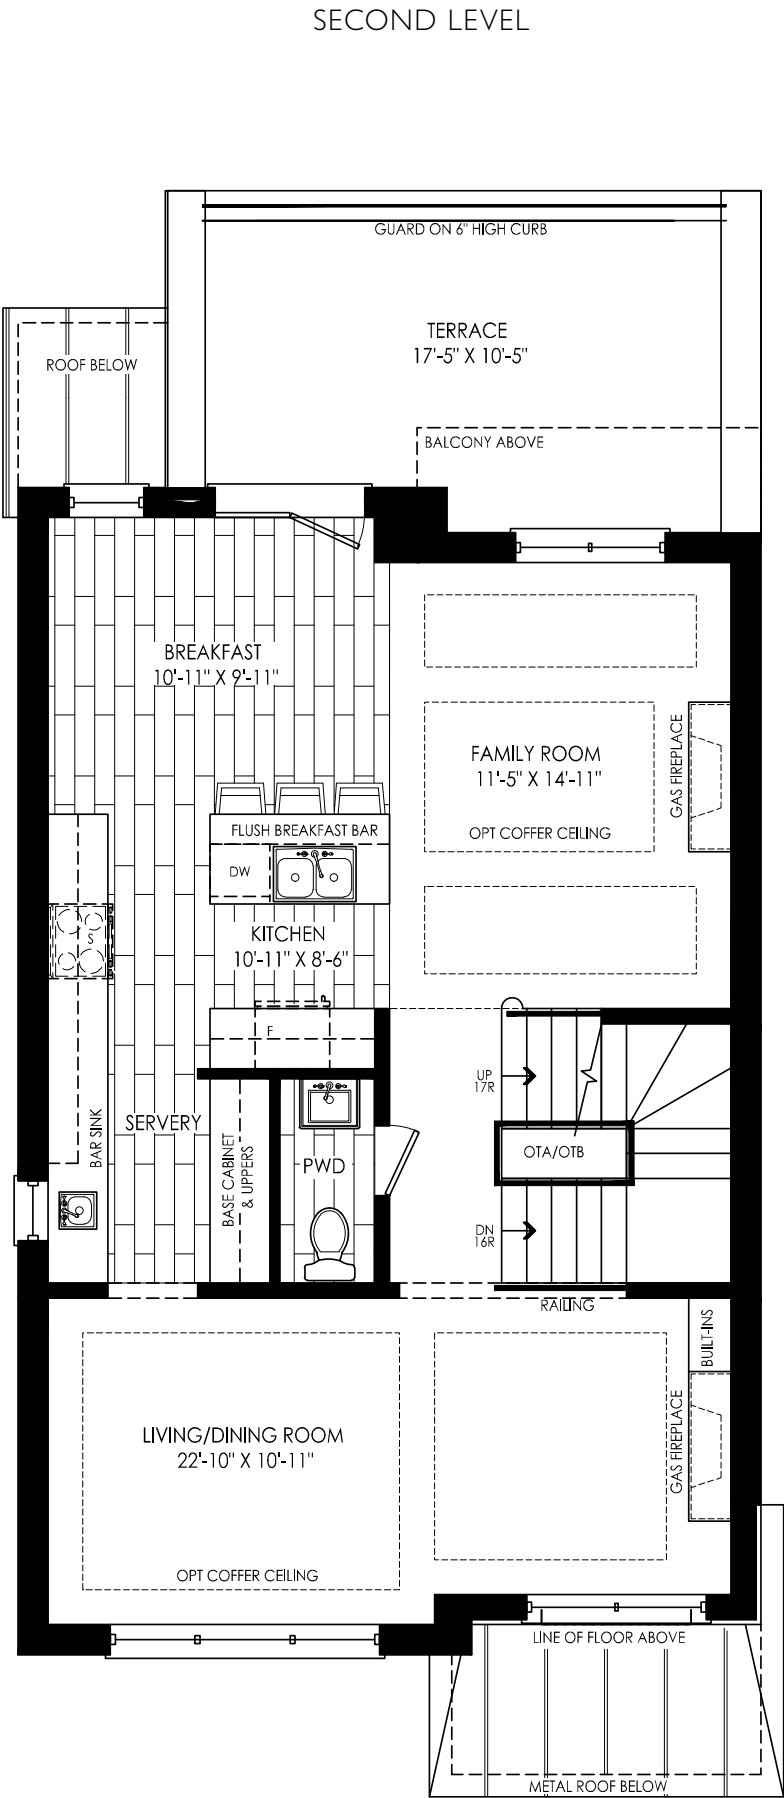 SECOND LEVEL
GUARD ON 6" HIGH CURB
TERRACE
17'-5" X 10'-5"
ROOF BELOW
BALCONY ABOVE
BREAKFAST
10'-11" X 9'-11"
FAMILY ROOM
11'-5" X 14'-11"
OPT COFFER CEILING
GAS FIREPLACE
FLUSH BREAKFAST BAR
DW
S
KITCHEN
10'-11" X 8'-6"
F
UP
17R
SERVERY
BAR SINK
BASE CABINET
& UPPERS
PWD
OTA/OTB
DN
16R
RAILING
BUILT-INS
LIVING/DINING ROOM
22'-10" X 10'-11"
GAS FIREPLACE
OPT COFFER CEILING
LINE OF FLOOR ABOVE
METAL ROOF BELOW